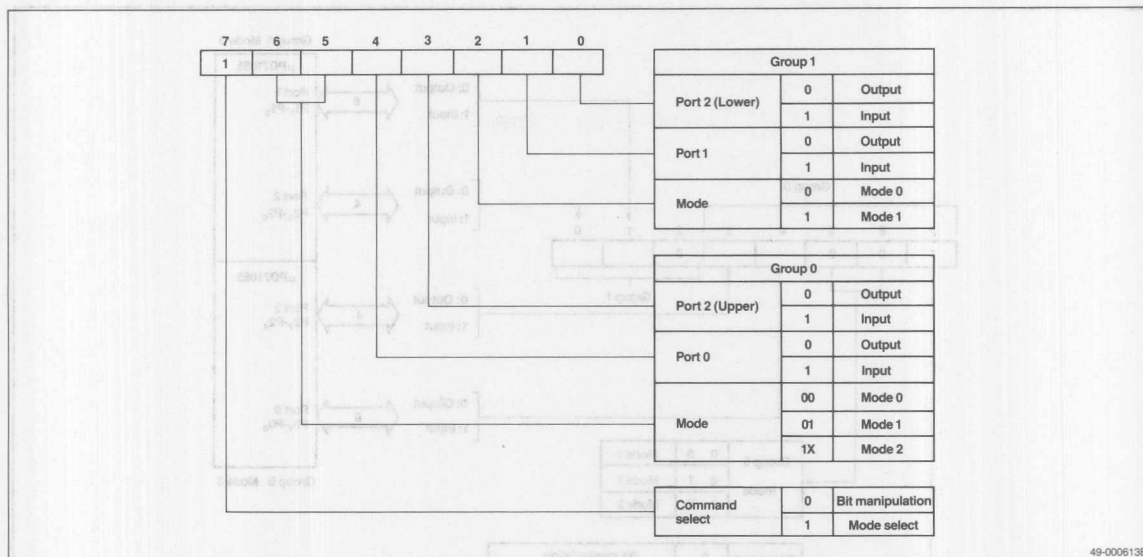 7 6 5 4 3 2 1 0
1
Group 1
Port 2 (Lower) 0 Output
1 Input
Port 1 0 Output
1 Input
Mode 0 Mode 0
1 Mode 1
Group 0
Port 2 (Upper) 0 Output
1 Input
Port 0 0 Output
1 Input
Mode 00 Mode 0
01 Mode 1
1X Mode 2
Command select 0 Bit manipulation
1 Mode select